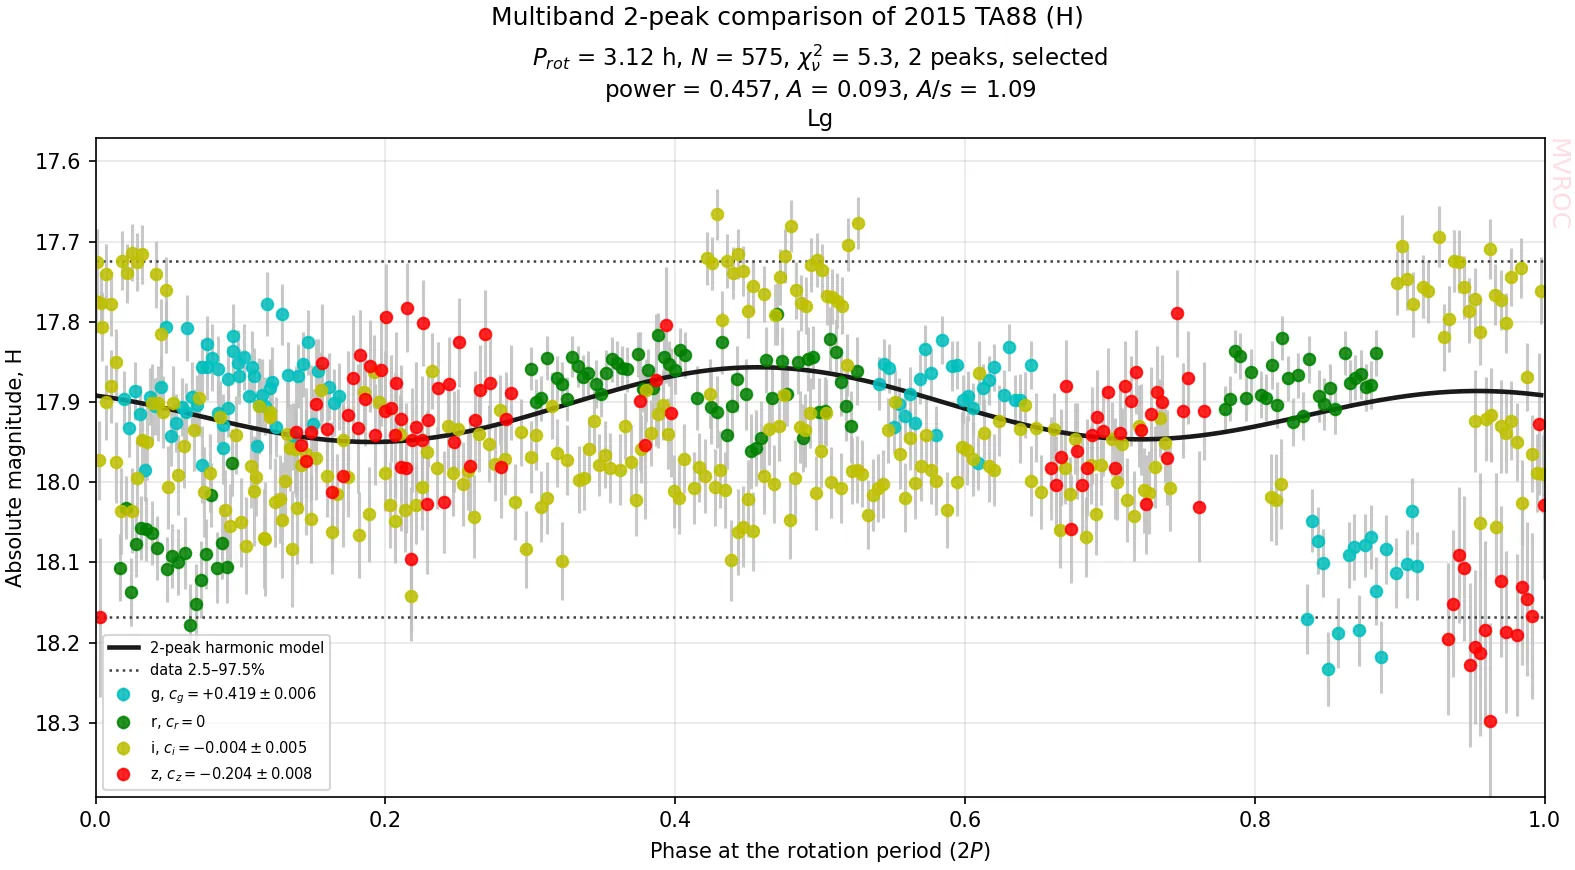 Multiband 2-peak comparison of 2015 TA88 (H)
P_rot = 3.12 h, N = 575, χ²_ν = 5.3, 2 peaks, selected
power = 0.457, A = 0.093, A/s = 1.09
Lg
MVROC
Absolute magnitude, H
17.6
17.7
17.8
17.9
18.0
18.1
18.2
18.3
2-peak harmonic model
data 2.5–97.5%
g, c_g = +0.419 ± 0.006
r, c_r = 0
i, c_i = −0.004 ± 0.005
z, c_z = −0.204 ± 0.008
0.0 0.2 0.4 0.6 0.8 1.0
Phase at the rotation period (2P)